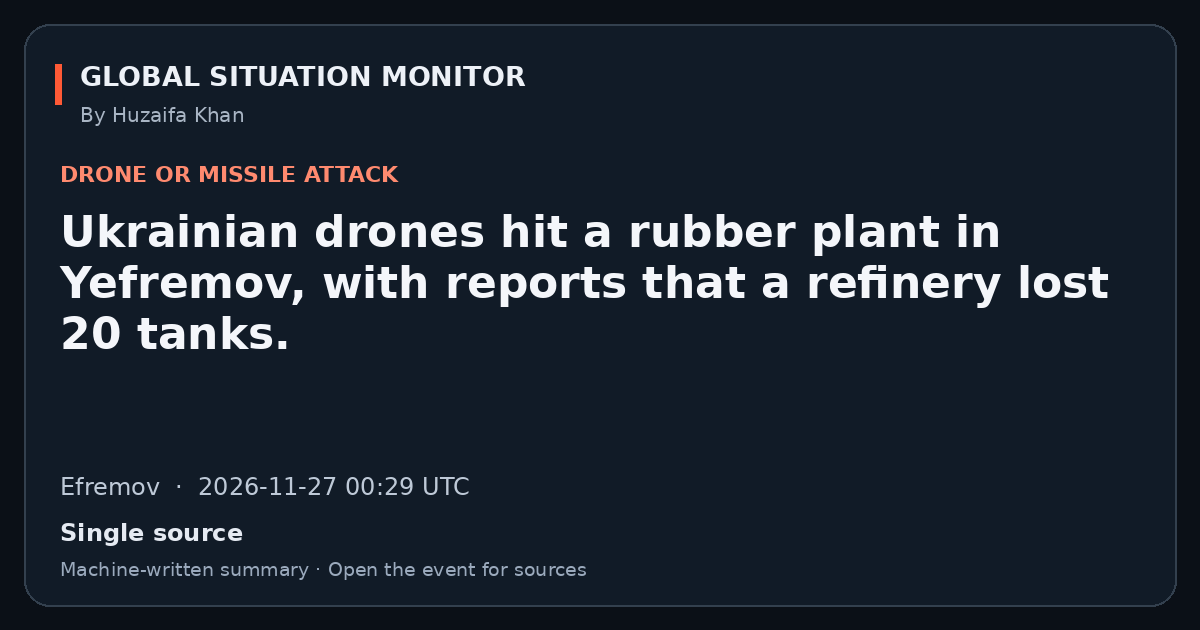 GLOBAL SITUATION MONITOR
By Huzaifa Khan
DRONE OR MISSILE ATTACK
Ukrainian drones hit a rubber plant in
Yefremov, with reports that a refinery lost
20 tanks.
Efremov · 2026-11-27 00:29 UTC
Single source
Machine-written summary · Open the event for sources